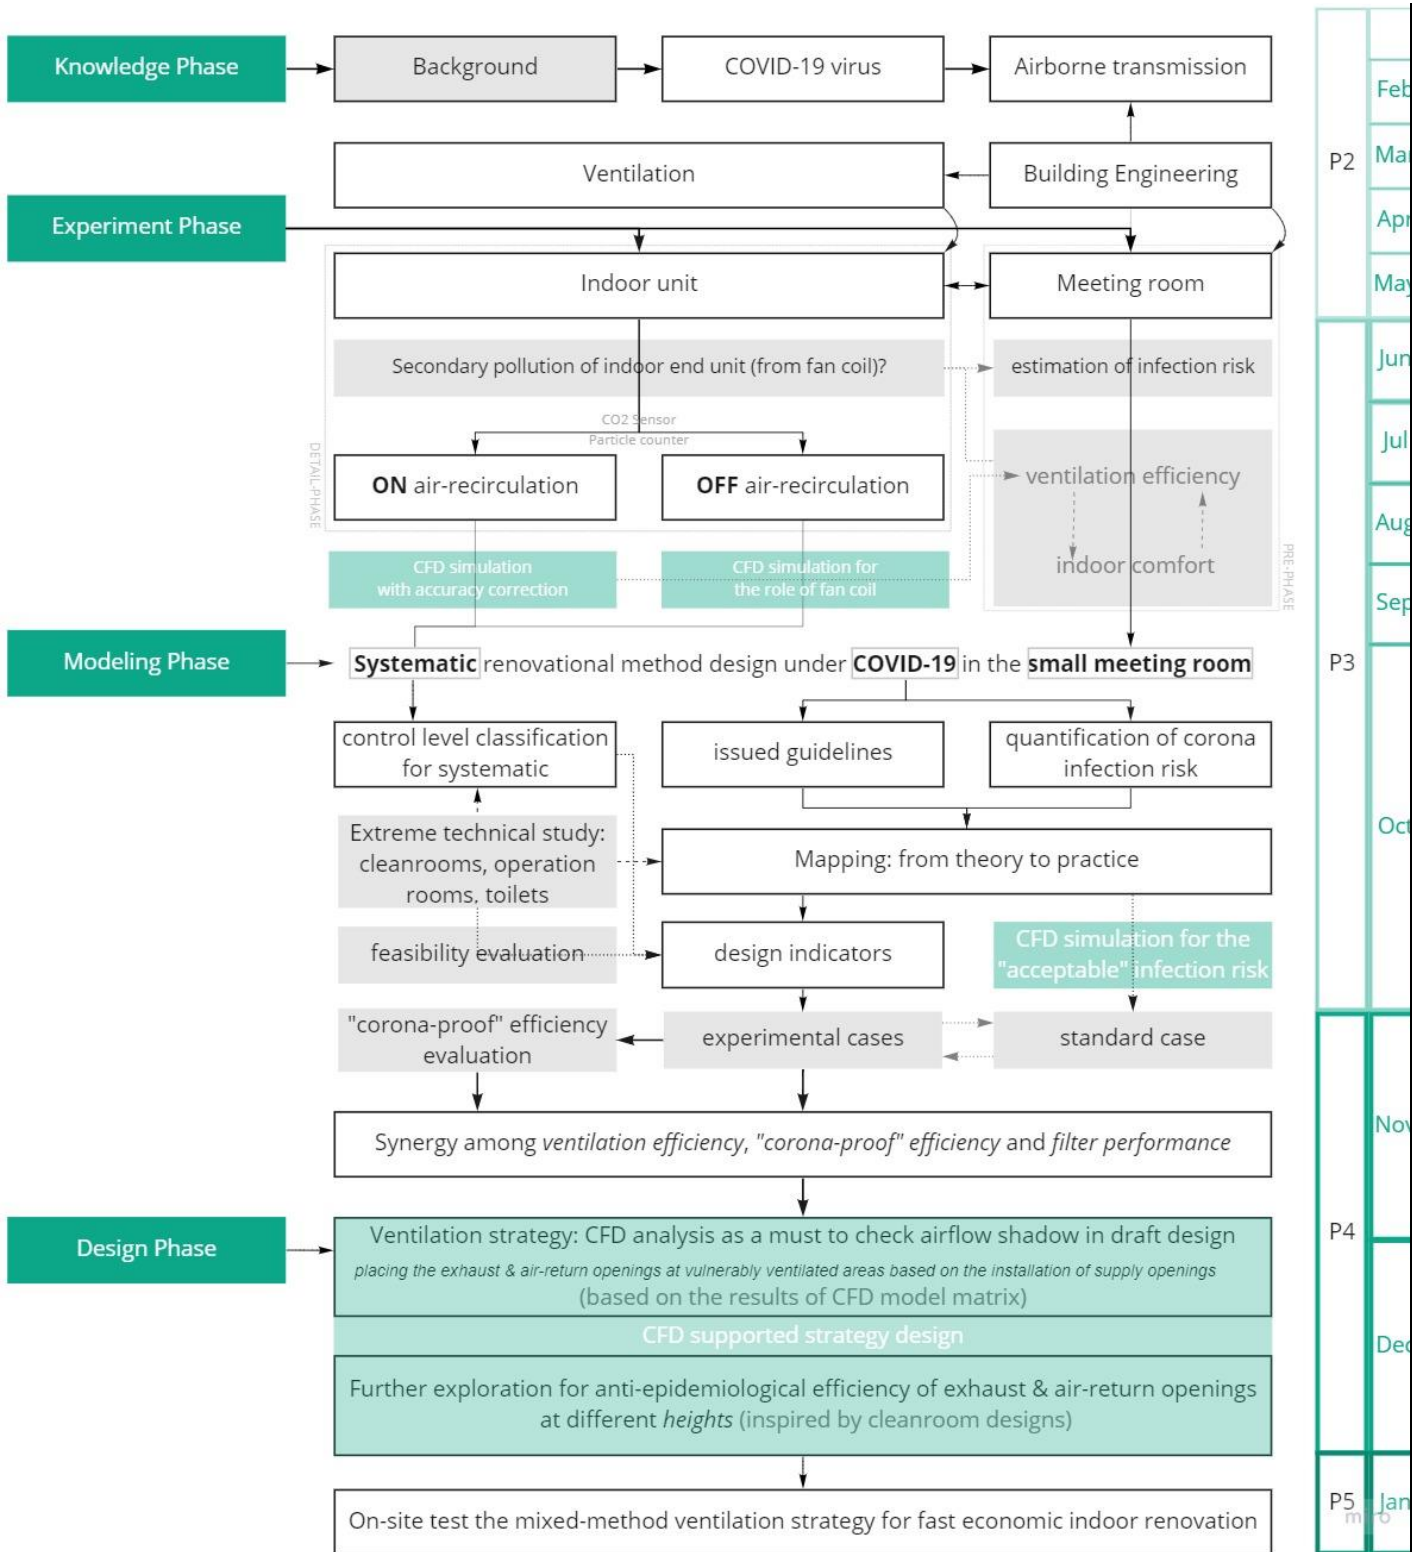 Knowledge Phase
Background
COVID-19 virus
Airborne transmission
Ventilation
Building Engineering
Experiment Phase
Indoor unit
Meeting room
Secondary pollution of indoor end unit (from fan coil)?
estimation of infection risk
CO2 Sensor
Particle counter
DETAIL-PHASE
ON air-recirculation
OFF air-recirculation
ventilation efficiency
indoor comfort
PRE-PHASE
CFD simulation
with accuracy correction
CFD simulation for
the role of fan coil
Modeling Phase
Systematic renovational method design under COVID-19 in the small meeting room
control level classification
for systematic
issued guidelines
quantification of corona
infection risk
Extreme technical study:
cleanrooms, operation
rooms, toilets
Mapping: from theory to practice
feasibility evaluation
design indicators
CFD simulation for the
"acceptable" infection risk
"corona-proof" efficiency
evaluation
experimental cases
standard case
Synergy among ventilation efficiency, "corona-proof" efficiency and filter performance
Design Phase
Ventilation strategy: CFD analysis as a must to check airflow shadow in draft design
placing the exhaust & air-return openings at vulnerably ventilated areas based on the installation of supply openings
(based on the results of CFD model matrix)
CFD supported strategy design
Further exploration for anti-epidemiological efficiency of exhaust & air-return openings
at different heights (inspired by cleanroom designs)
On-site test the mixed-method ventilation strategy for fast economic indoor renovation
P2
Feb
Mar
Apr
May
P3
Jun
Jul
Aug
Sep
Oct
P4
Nov
Dec
P5
Jan
miro